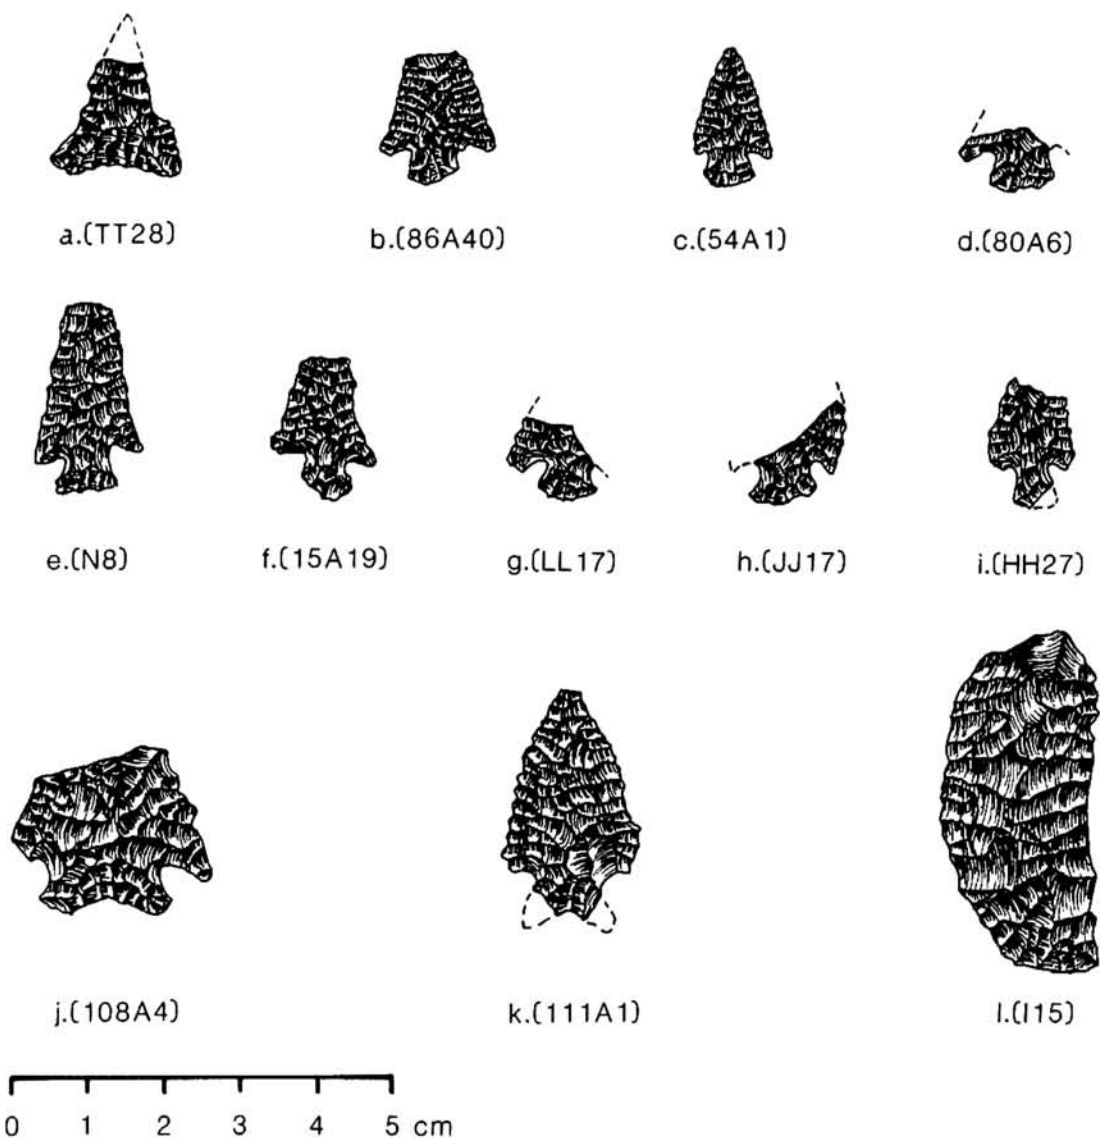 a.(TT28) b.(86A40) c.(54A1) d.(80A6)
e.(N8) f.(15A19) g.(LL17) h.(JJ17) i.(HH27)
j.(108A4) k.(111A1) l.(I15)
0 1 2 3 4 5 cm